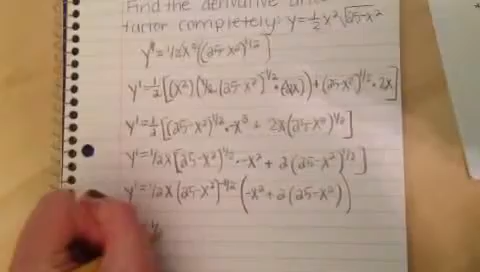 Find the derivative
factor completely: y = ½x²√25-x²
y' = 1/2x²(25-x²)^1/2
y' = ½[(x²)(½(25-x²)^-1/2 · (-2x)) + (25-x²)^1/2 · 2x]
y' = ½[(25-x²)^-1/2 · -x³ + 2x(25-x²)^1/2]
y' = 1/2x[25-x²)^-1/2 · -x² + 2(25-x²)^1/2]
y' = 1/2x(25-x²)^-1/2(-x² + 2(25-x²))